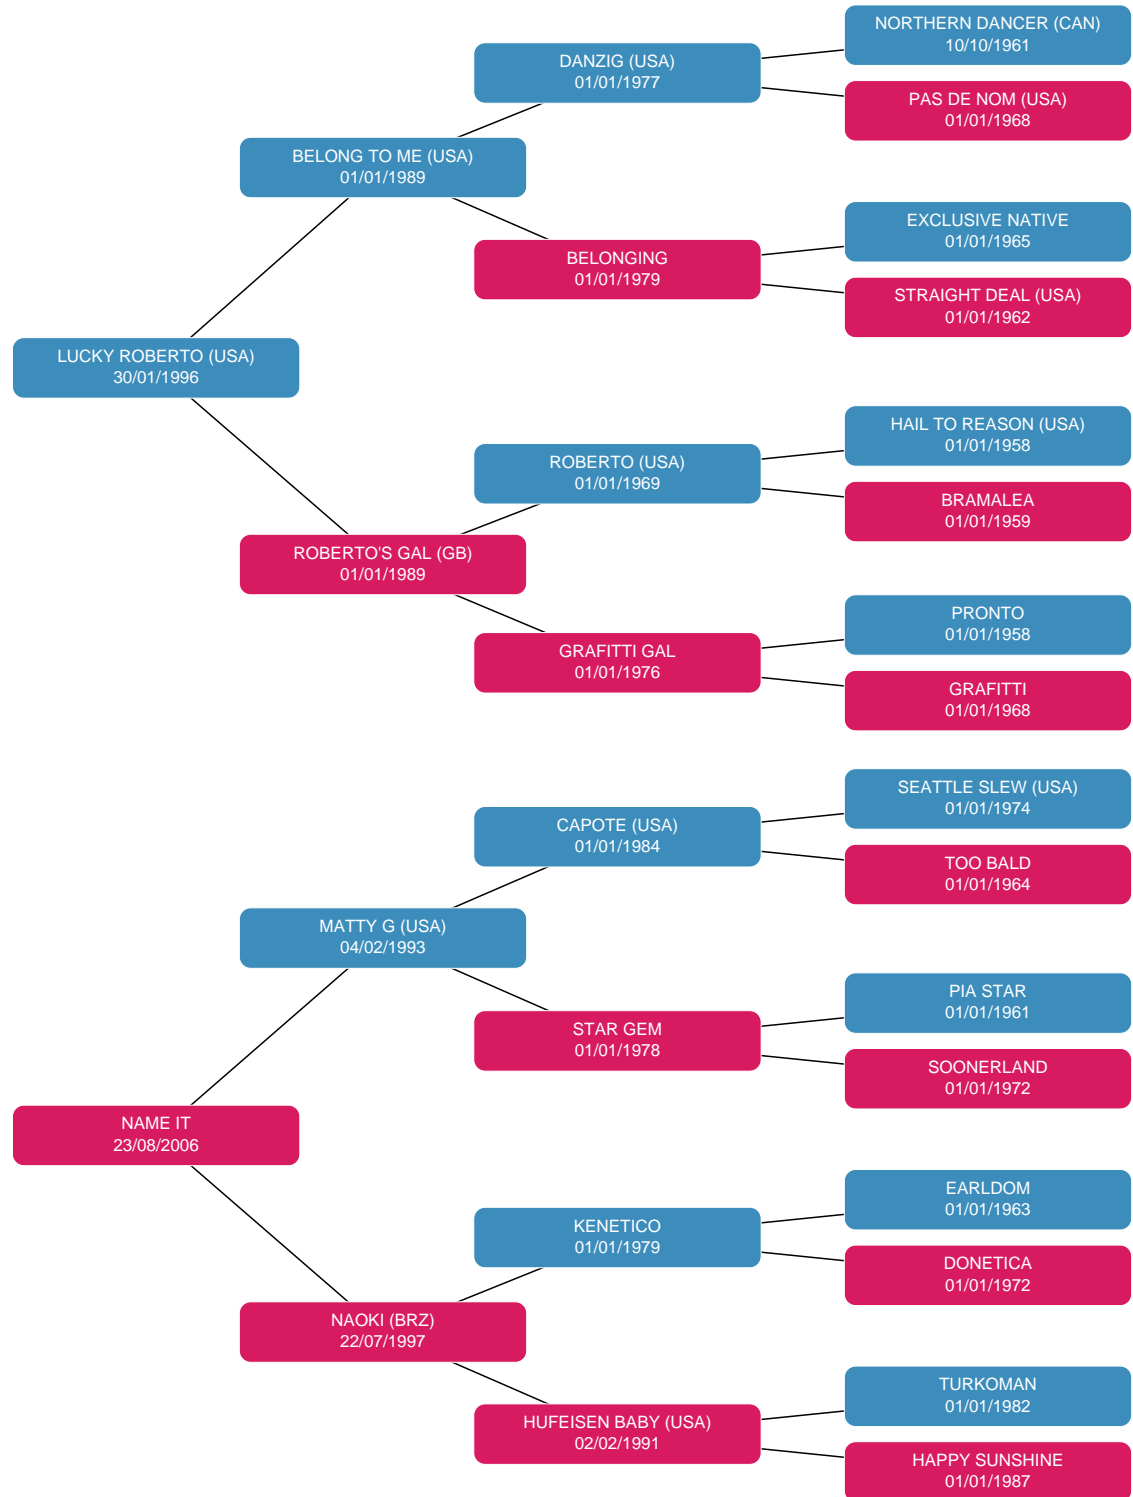 NORTHERN DANCER (CAN)
10/10/1961
DANZIG (USA)
01/01/1977
PAS DE NOM (USA)
01/01/1968
BELONG TO ME (USA)
01/01/1989
EXCLUSIVE NATIVE
01/01/1965
BELONGING
01/01/1979
STRAIGHT DEAL (USA)
01/01/1962
LUCKY ROBERTO (USA)
30/01/1996
HAIL TO REASON (USA)
01/01/1958
ROBERTO (USA)
01/01/1969
BRAMALEA
01/01/1959
ROBERTO'S GAL (GB)
01/01/1989
PRONTO
01/01/1958
GRAFITTI GAL
01/01/1976
GRAFITTI
01/01/1968
SEATTLE SLEW (USA)
01/01/1974
CAPOTE (USA)
01/01/1984
TOO BALD
01/01/1964
MATTY G (USA)
04/02/1993
PIA STAR
01/01/1961
STAR GEM
01/01/1978
SOONERLAND
01/01/1972
NAME IT
23/08/2006
EARLDOM
01/01/1963
KENETICO
01/01/1979
DONETICA
01/01/1972
NAOKI (BRZ)
22/07/1997
TURKOMAN
01/01/1982
HUFEISEN BABY (USA)
02/02/1991
HAPPY SUNSHINE
01/01/1987